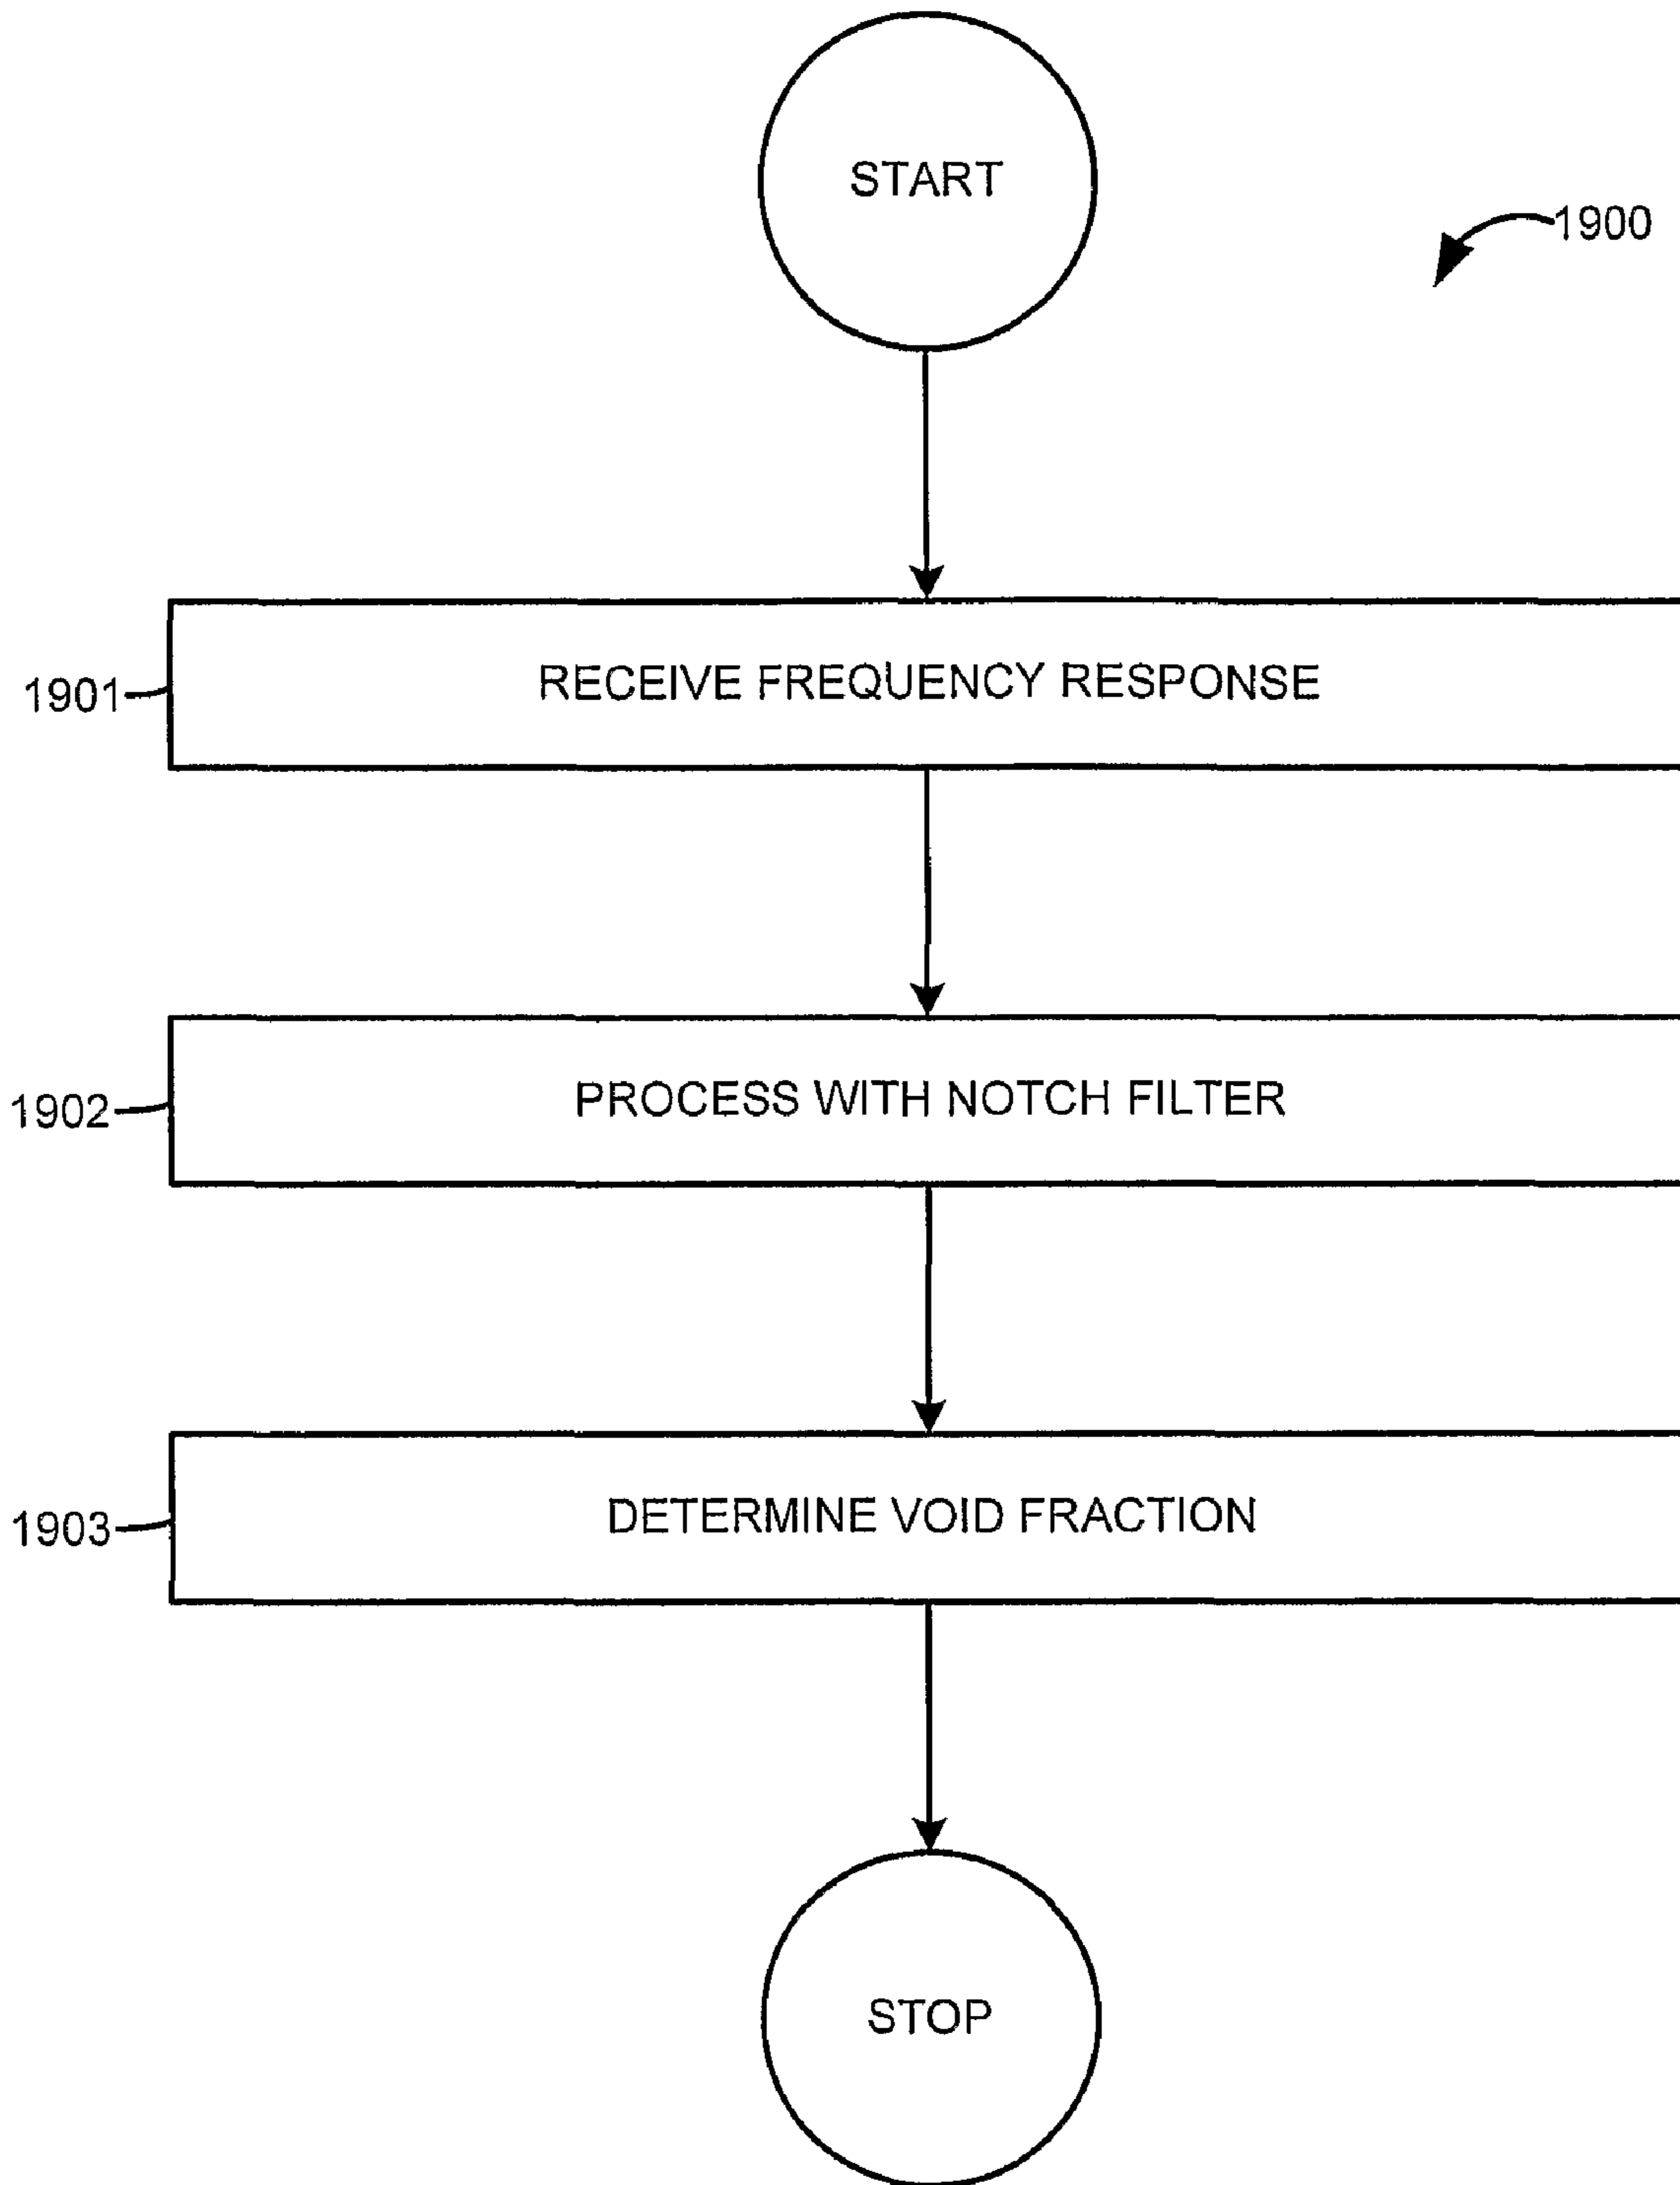 START
1900
1901
RECEIVE FREQUENCY RESPONSE
1902
PROCESS WITH NOTCH FILTER
1903
DETERMINE VOID FRACTION
STOP